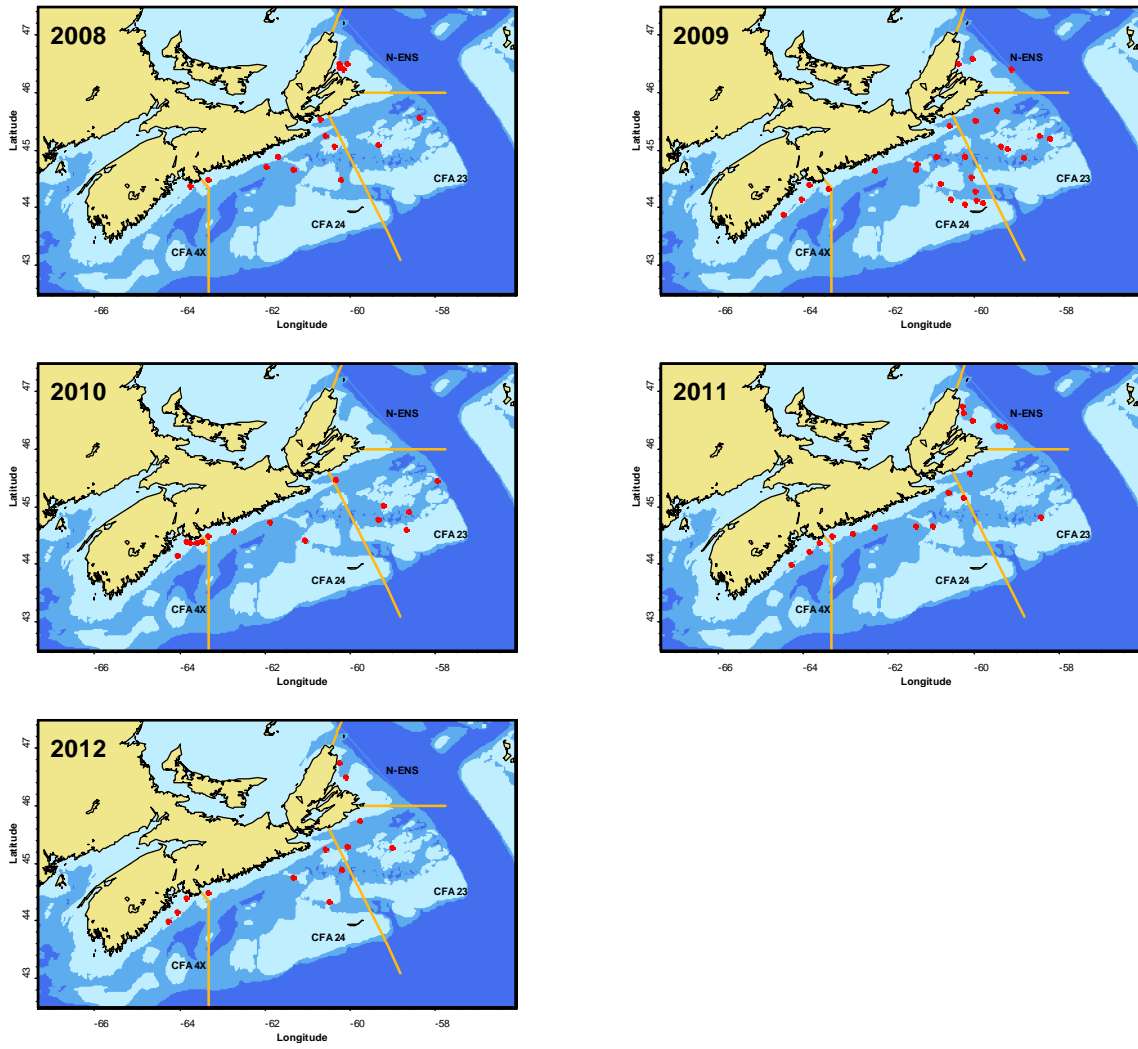 2008
N-ENS
CFA 23
CFA 24
CFA 4X
Latitude
47
46
45
44
43
-66 -64 -62 -60 -58
Longitude
2009
N-ENS
CFA 23
CFA 24
CFA 4X
Latitude
47
46
45
44
43
-66 -64 -62 -60 -58
Longitude
2010
N-ENS
CFA 23
CFA 24
CFA 4X
Latitude
47
46
45
44
43
-66 -64 -62 -60 -58
Longitude
2011
N-ENS
CFA 23
CFA 24
CFA 4X
Latitude
47
46
45
44
43
-66 -64 -62 -60 -58
Longitude
2012
N-ENS
CFA 23
CFA 24
CFA 4X
Latitude
47
46
45
44
43
-66 -64 -62 -60 -58
Longitude